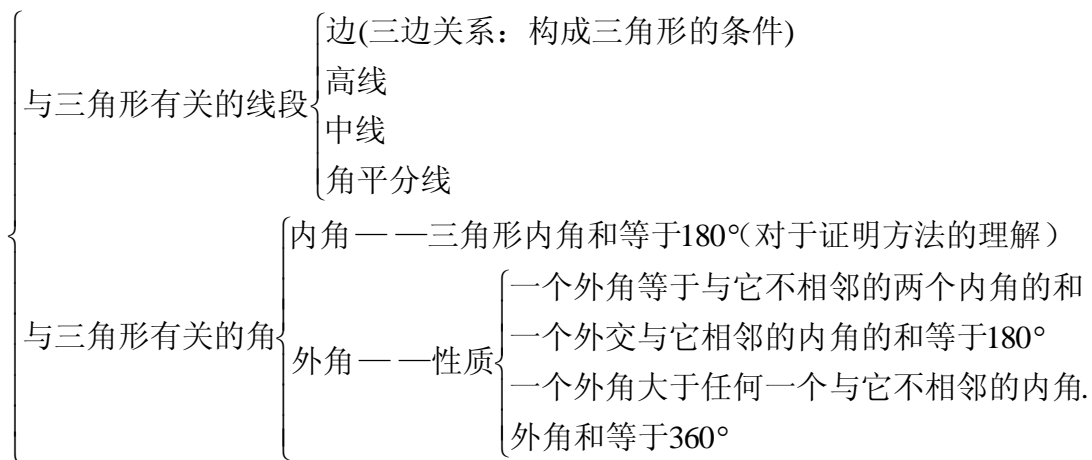 与三角形有关的线段
边(三边关系：构成三角形的条件)
高线
中线
角平分线
与三角形有关的角
内角— —三角形内角和等于180°（对于证明方法的理解）
外角— —性质
一个外角等于与它不相邻的两个内角的和
一个外交与它相邻的内角的和等于180°
一个外角大于任何一个与它不相邻的内角.
外角和等于360°